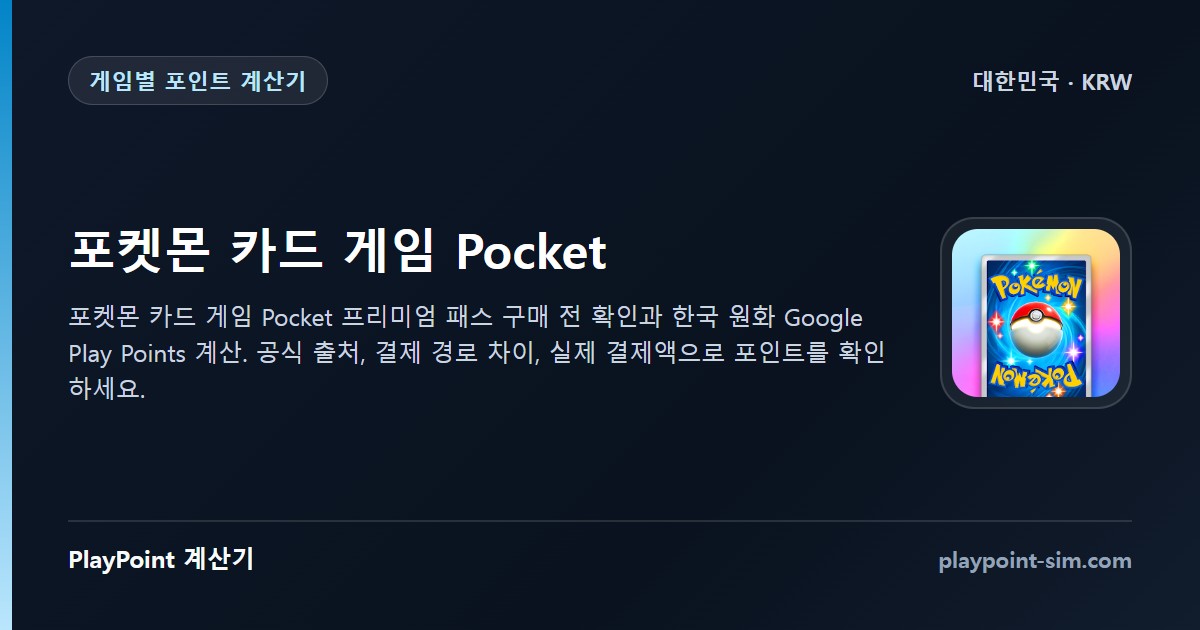 게임별 포인트 계산기
대한민국 · KRW
포켓몬 카드 게임 Pocket
포켓몬 카드 게임 Pocket 프리미엄 패스 구매 전 확인과 한국 원화 Google
Play Points 계산. 공식 출처, 결제 경로 차이, 실제 결제액으로 포인트를 확인
하세요.
POKéMON
POKéMON
PlayPoint 계산기
playpoint-sim.com